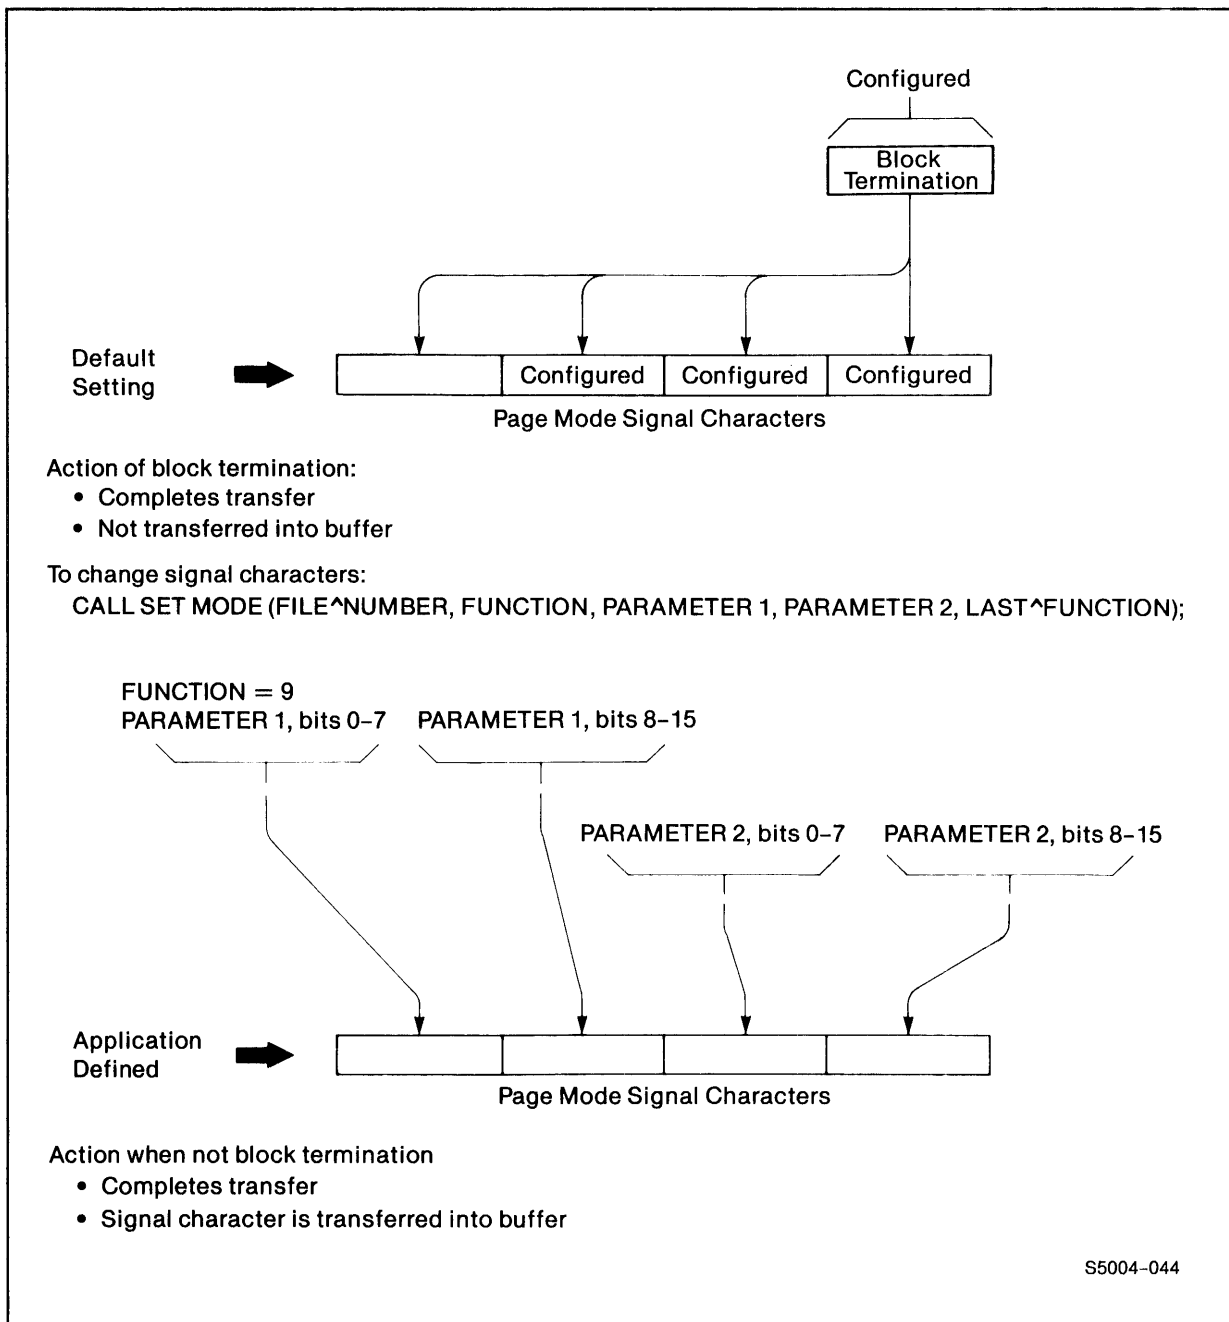 Configured
Block
Termination
Default
Setting
Configured Configured Configured
Page Mode Signal Characters
Action of block termination:
• Completes transfer
• Not transferred into buffer
To change signal characters:
CALL SET MODE (FILE^NUMBER, FUNCTION, PARAMETER 1, PARAMETER 2, LAST^FUNCTION);
FUNCTION = 9
PARAMETER 1, bits 0-7 PARAMETER 1, bits 8-15
PARAMETER 2, bits 0-7 PARAMETER 2, bits 8-15
Application
Defined
Page Mode Signal Characters
Action when not block termination
• Completes transfer
• Signal character is transferred into buffer
S5004-044